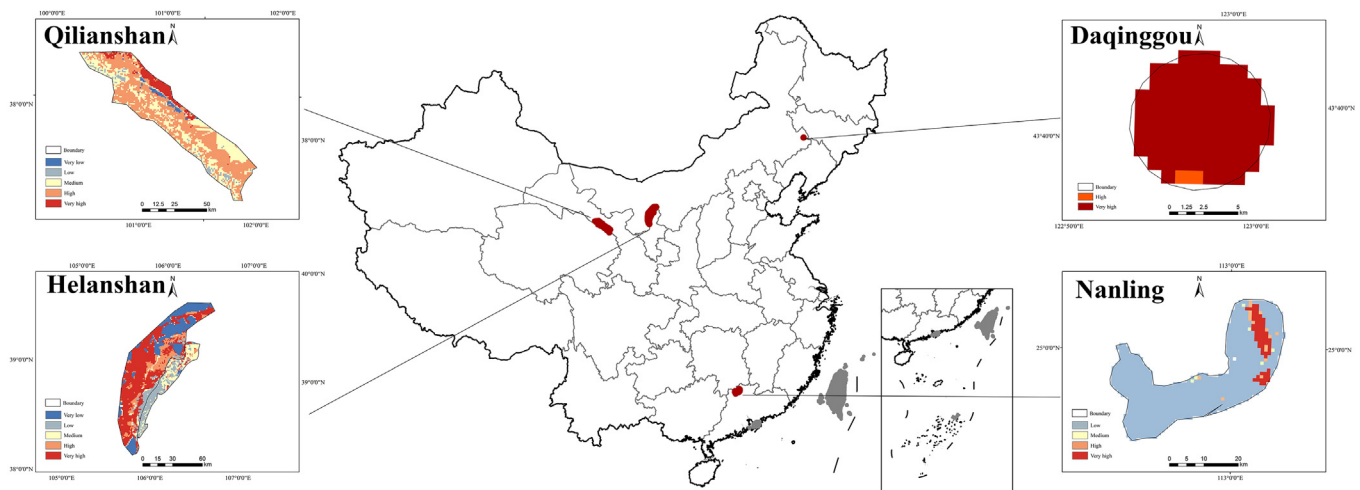 100°0'0"E 101°0'0"E 102°0'0"E
Qilianshan
N
38°0'0"N
38°0'0"N
Boundary
Very low
Low
Medium
High
Very high
0 12.5 25 50
km
101°0'0"E 102°0'0"E
123°0'0"E
Daqinggou
N
43°40'0"N
43°40'0"N
Boundary
High
Very high
0 1.25 2.5 5
km
122°50'0"E 123°0'0"E
105°0'0"E 106°0'0"E 107°0'0"E
40°0'0"N
Helanshan
N
39°0'0"N
39°0'0"N
Boundary
Very low
Low
Medium
High
Very high
0 15 30 60
km
38°0'0"N
105°0'0"E 106°0'0"E 107°0'0"E
113°0'0"E
Nanling
N
25°0'0"N
25°0'0"N
Boundary
Low
Medium
High
Very high
0 5 10 20
km
113°0'0"E